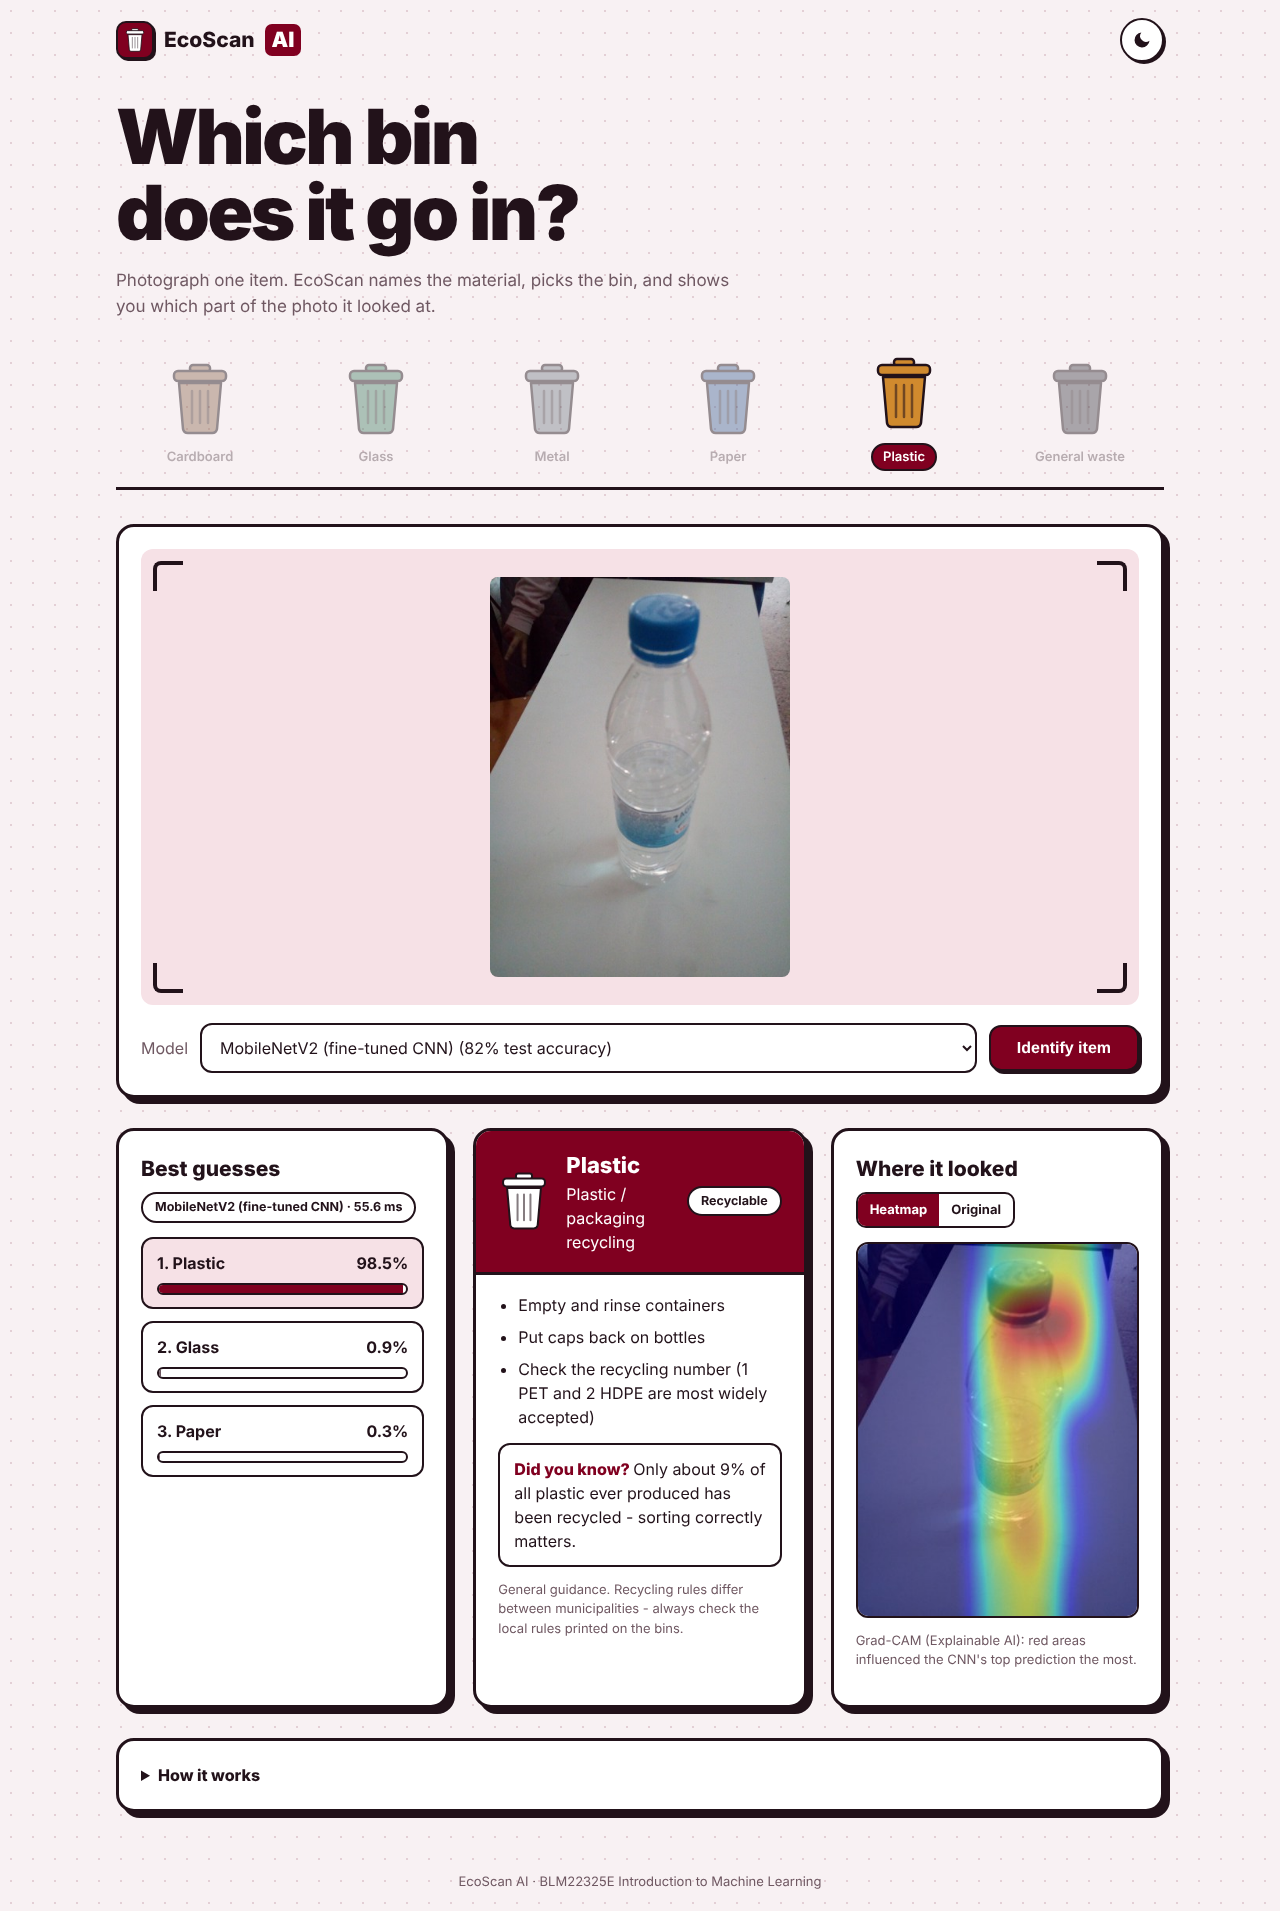 EcoScan AI
Which bin
does it go in?
Photograph one item. EcoScan names the material, picks the bin, and shows
you which part of the photo it looked at.
Cardboard
Glass
Metal
Paper
Plastic
General waste
Model
MobileNetV2 (fine-tuned CNN) (82% test accuracy)
Identify item
Best guesses
MobileNetV2 (fine-tuned CNN) · 55.6 ms
1. Plastic 98.5%
2. Glass 0.9%
3. Paper 0.3%
Plastic
Plastic /
packaging
recycling
Recyclable
• Empty and rinse containers
• Put caps back on bottles
• Check the recycling number (1
PET and 2 HDPE are most widely
accepted)
Did you know? Only about 9% of
all plastic ever produced has
been recycled - sorting correctly
matters.
General guidance. Recycling rules differ
between municipalities - always check the
local rules printed on the bins.
Where it looked
Heatmap
Original
Grad-CAM (Explainable AI): red areas
influenced the CNN's top prediction the most.
How it works
EcoScan AI · BLM22325E Introduction to Machine Learning